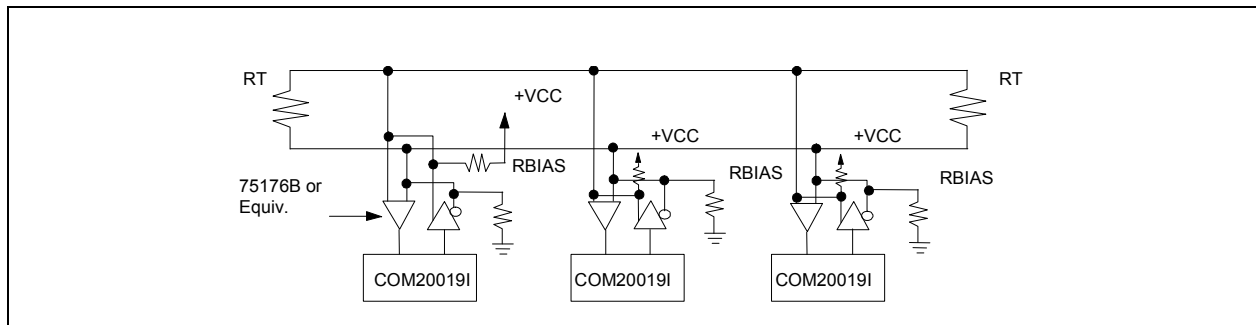 RT
RT
+VCC
+VCC
+VCC
RBIAS
RBIAS
RBIAS
75176B or
Equiv.
COM20019I
COM20019I
COM20019I